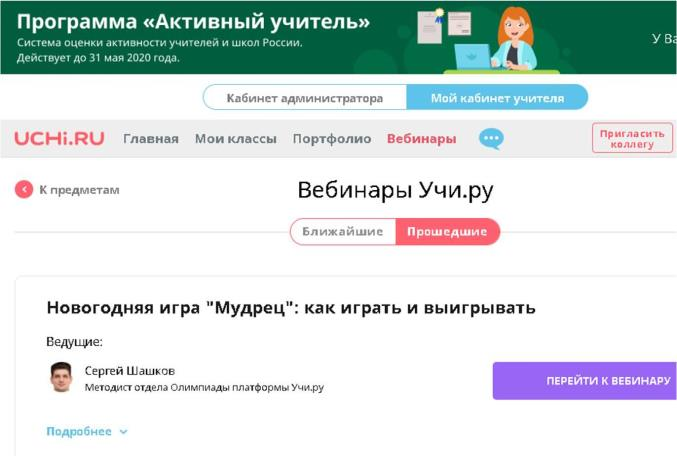 Программа «Активный учитель»
Система оценки активности учителей и школ России.
Действует до 31 мая 2020 года.
У Ва
Кабинет администратора
Мой кабинет учителя
UCHi.RU
Главная
Мои классы
Портфолио
Вебинары
Пригласить
коллегу
К предметам
Вебинары Учи.ру
Ближайшие
Прошедшие
Новогодняя игра "Мудрец": как играть и выигрывать
Ведущие:
Сергей Шашков
Методист отдела Олимпиады платформы Учи.ру
ПЕРЕЙТИ К ВЕБИНАРУ
Подробнее